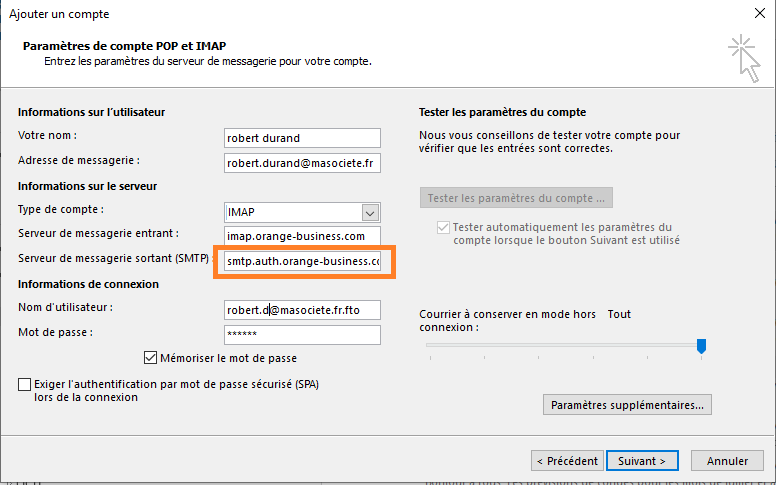 Ajouter un compte
Paramètres de compte POP et IMAP
Entrez les paramètres du serveur de messagerie pour votre compte.
Informations sur l'utilisateur
Votre nom :
robert durand
Adresse de messagerie :
robert.durand@masociete.fr
Informations sur le serveur
Type de compte :
IMAP
Serveur de messagerie entrant :
imap.orange-business.com
Serveur de messagerie sortant (SMTP) :
smtp.auth.orange-business.cc
Informations de connexion
Nom d'utilisateur :
robert.d@masociete.fr.fto
Mot de passe :
******
Mémoriser le mot de passe
Exiger l'authentification par mot de passe sécurisé (SPA)
lors de la connexion
Tester les paramètres du compte
Nous vous conseillons de tester votre compte pour
vérifier que les entrées sont correctes.
Tester les paramètres du compte ...
Tester automatiquement les paramètres du
compte lorsque le bouton Suivant est utilisé
Courrier à conserver en mode hors
connexion :
Tout
Paramètres supplémentaires...
< Précédent
Suivant >
Annuler